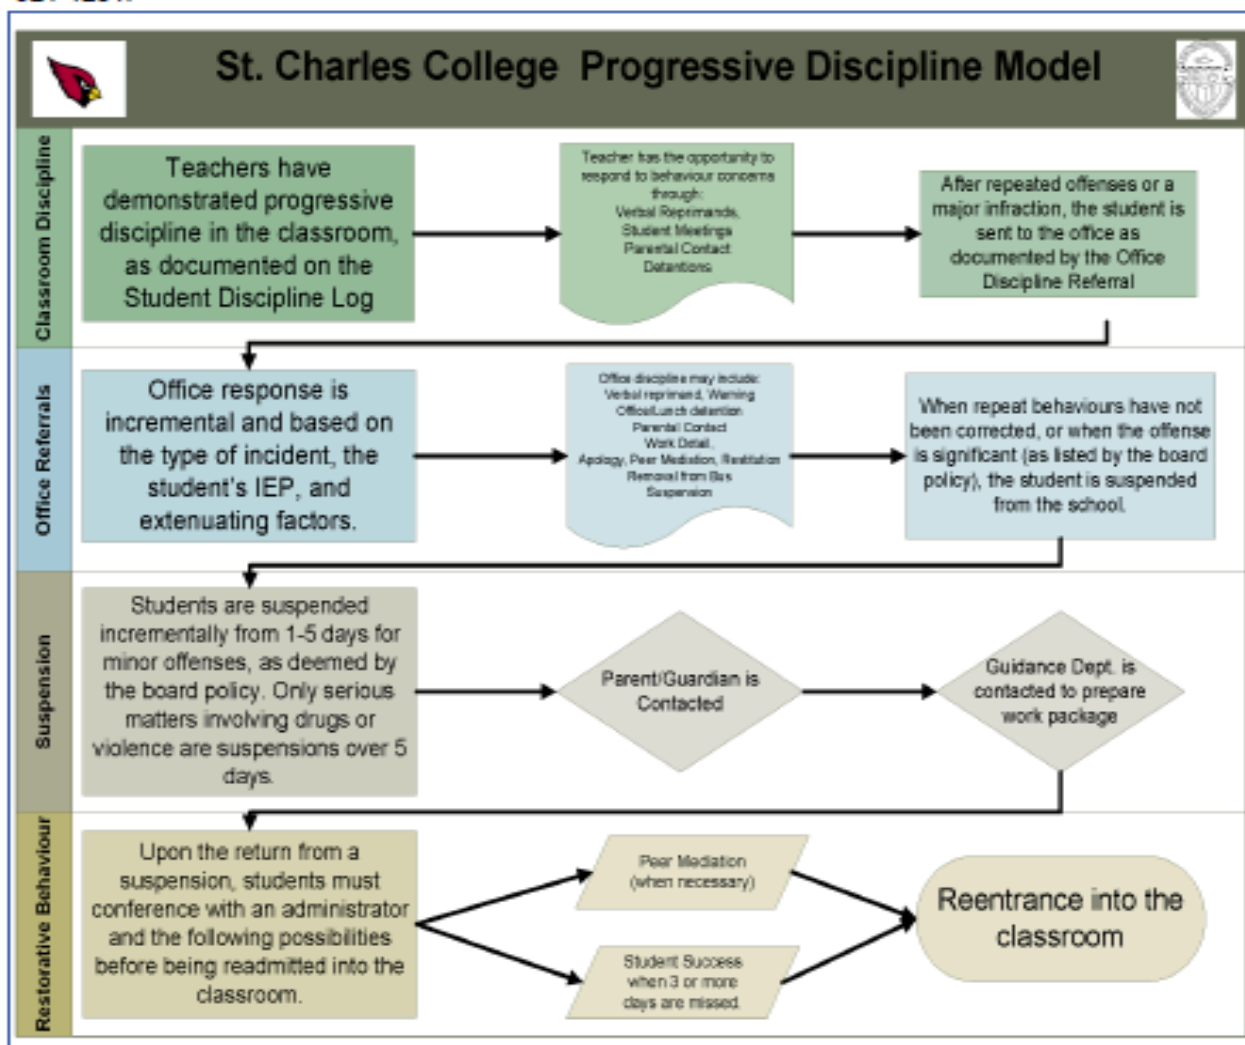 St. Charles College Progressive Discipline Model
Classroom Discipline
Teachers have
demonstrated progressive
discipline in the classroom,
as documented on the
Student Discipline Log
Teacher has the opportunity to
respond to behaviour concerns
through:
Verbal Reprimands,
Student Meetings
Parental Contact
Detentions
After repeated offenses or a
major infraction, the student is
sent to the office as
documented by the Office
Discipline Referral
Office Referrals
Office response is
incremental and based on
the type of incident, the
student's IEP, and
extenuating factors.
Office discipline may include:
Verbal reprimand, Warning
Office/Lunch detention
Parental Contact
Work Detail,
Apology, Peer Mediation, Restitution
Removal from Bus
Suspension
When repeat behaviours have not
been corrected, or when the offense
is significant (as listed by the board
policy), the student is suspended
from the school.
Suspension
Students are suspended
incrementally from 1-5 days for
minor offenses, as deemed by
the board policy. Only serious
matters involving drugs or
violence are suspensions over 5
days.
Parent/Guardian is
Contacted
Guidance Dept. is
contacted to prepare
work package
Restorative Behaviour
Upon the return from a
suspension, students must
conference with an administrator
and the following possibilities
before being readmitted into the
classroom.
Peer Mediation
(when necessary)
Student Success
when 3 or more
days are missed.
Reentrance into the
classroom